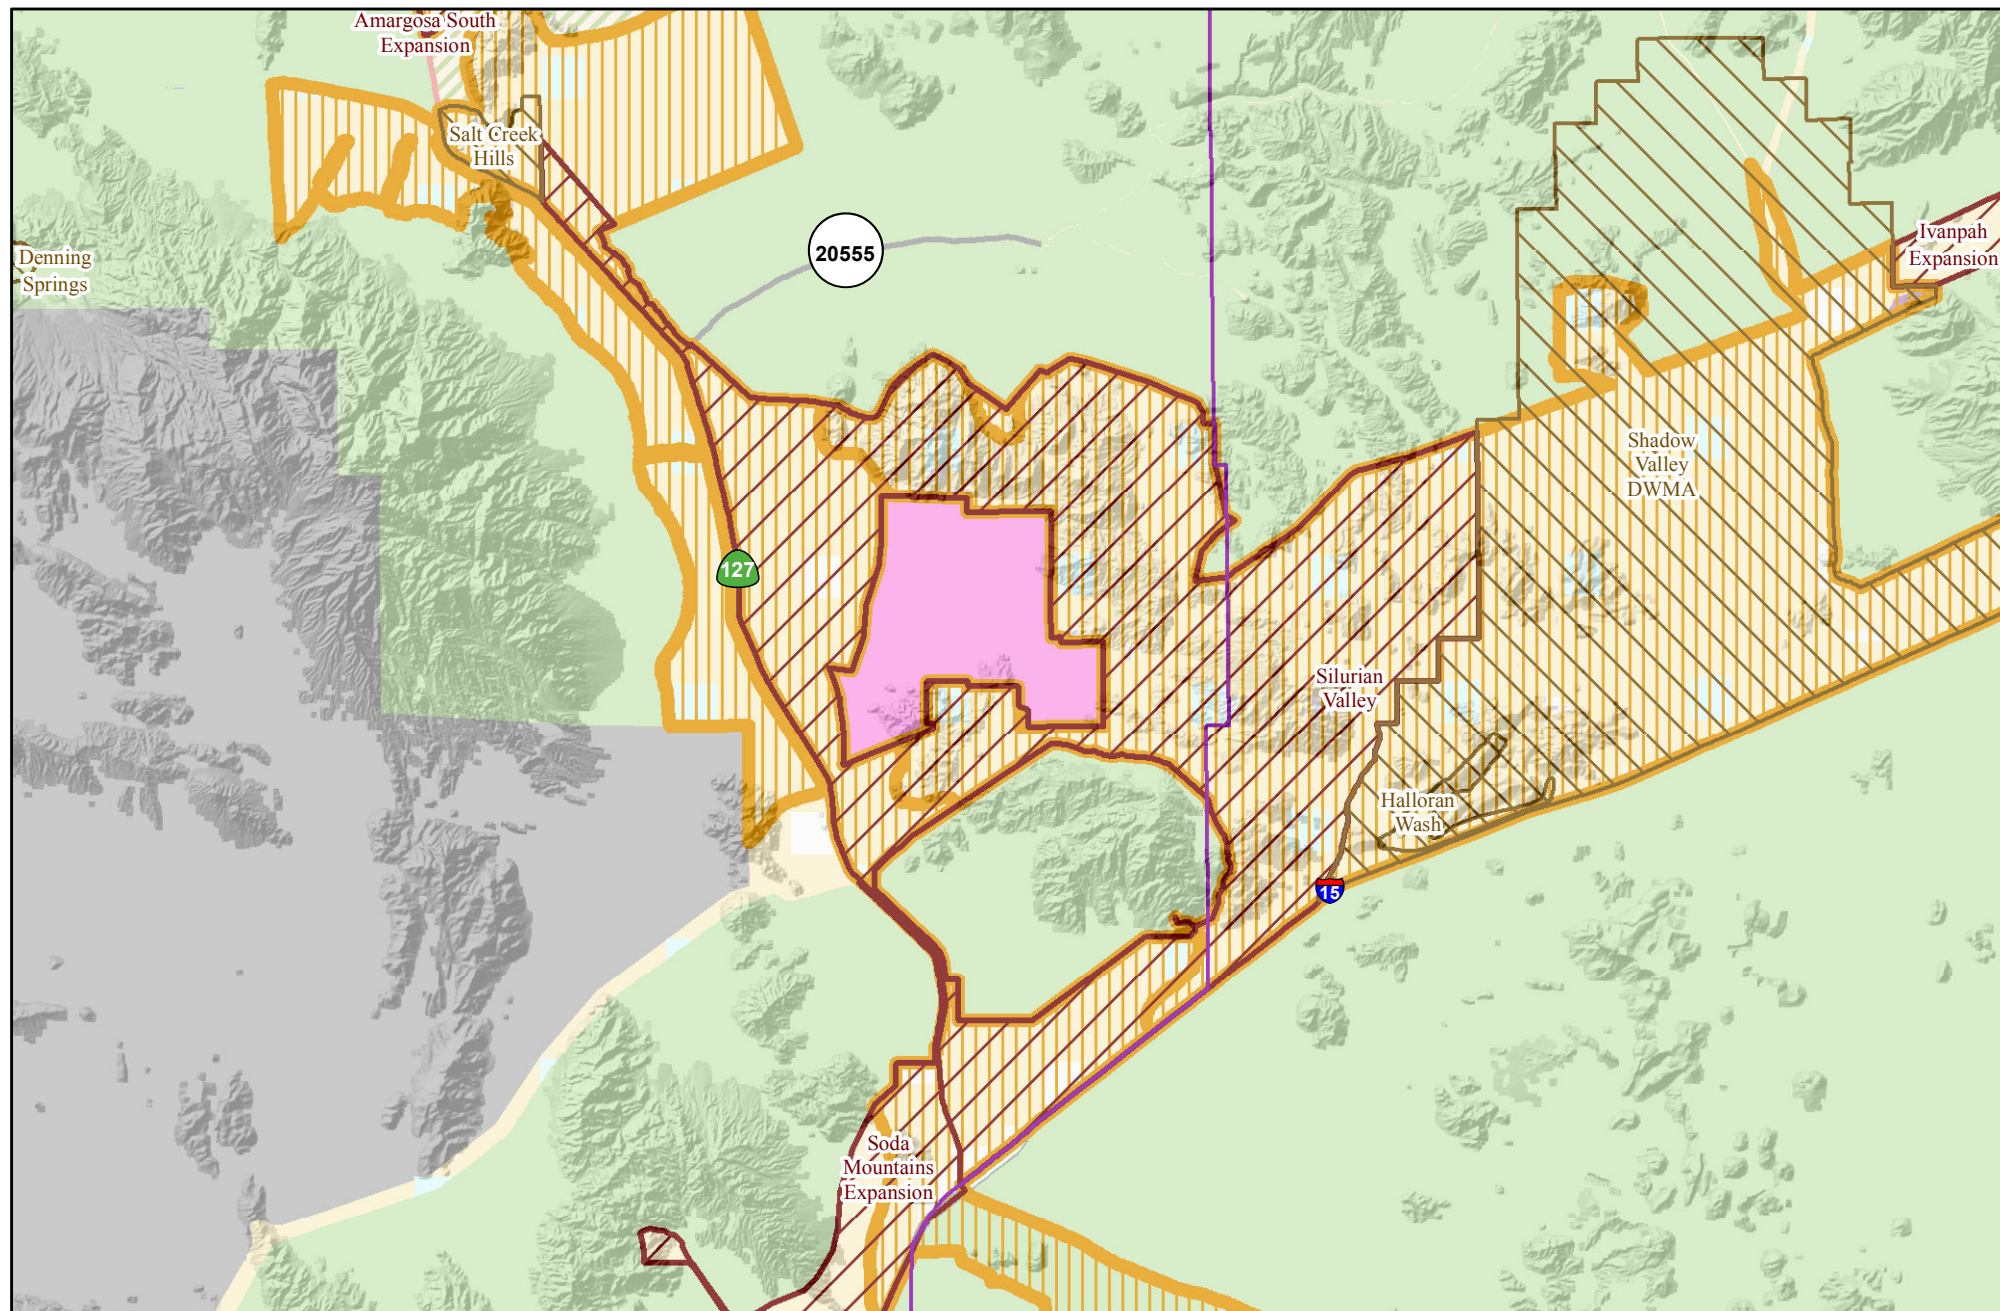 Amargosa South
Expansion
Salt Creek
Hills
Denning
Springs
20555
Ivanpah
Expansion
Shadow
Valley
DWMA
127
Silurian
Valley
Halloran
Wash
15
Soda
Mountains
Expansion